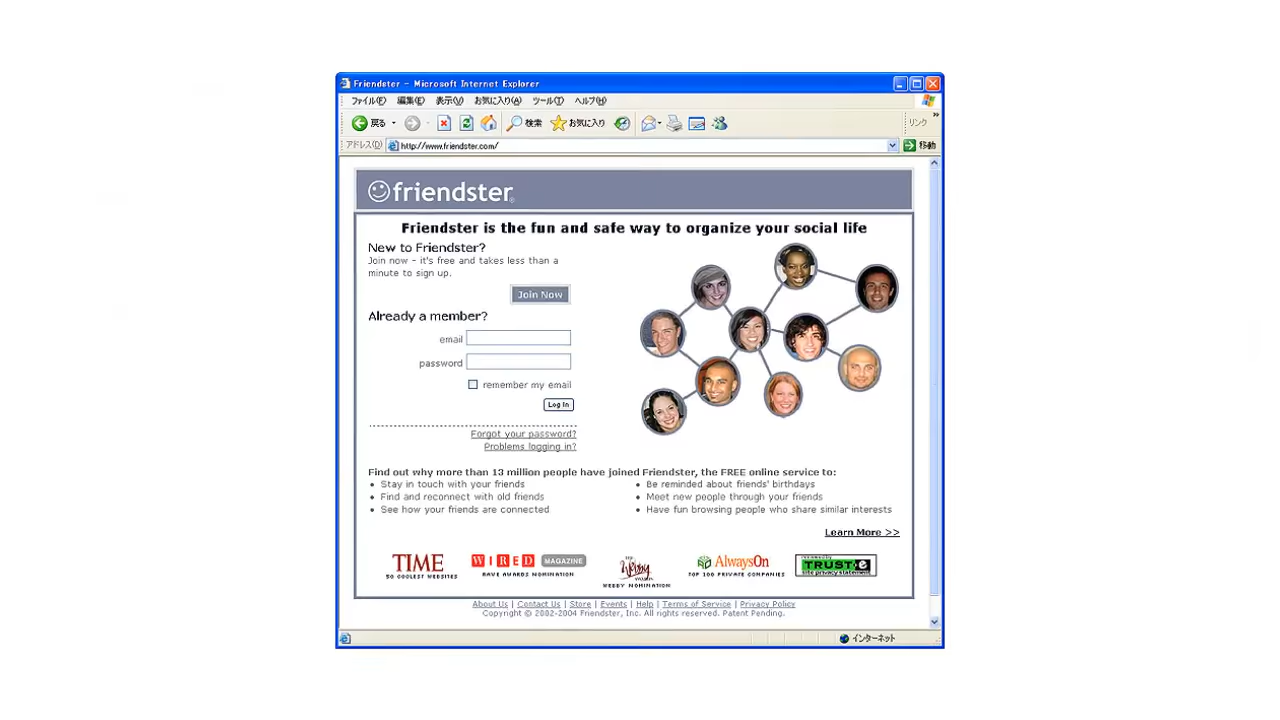 Friendster - Microsoft Internet Explorer
ファイル(F) 編集(E) 表示(V) お気に入り(A) ツール(T) ヘルプ(H)
戻る 検索 お気に入り リンク »
アドレス(D) http://www.friendster.com/ 移動
friendster®
Friendster is the fun and safe way to organize your social life
New to Friendster?
Join now - it's free and takes less than a
minute to sign up.
Join Now
Already a member?
email
password
remember my email
Log In
Forgot your password?
Problems logging in?
Find out why more than 13 million people have joined Friendster, the FREE online service to:
• Stay in touch with your friends
• Find and reconnect with old friends
• See how your friends are connected
• Be reminded about friends' birthdays
• Meet new people through your friends
• Have fun browsing people who share similar interests
Learn More >>
TIME
50 COOLEST WEBSITES
WIRED MAGAZINE
RAVE AWARDS NOMINATION
WEBBY NOMINATION
AlwaysOn
TOP 100 PRIVATE COMPANIES
reviewed by
TRUSTe
site privacy statement
About Us | Contact Us | Store | Events | Help | Terms of Service | Privacy Policy
Copyright © 2002-2004 Friendster, Inc. All rights reserved. Patent Pending.
インターネット